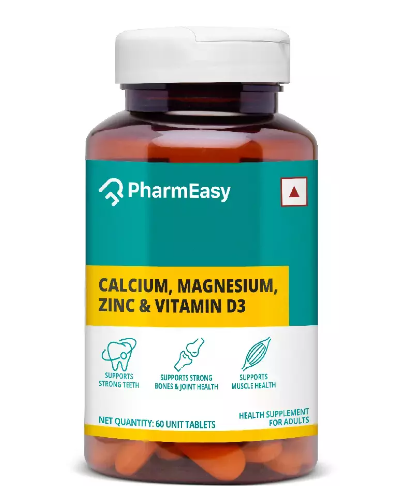 PharmEasy
CALCIUM, MAGNESIUM,
ZINC & VITAMIN D3
SUPPORTS
STRONG TEETH
SUPPORTS STRONG
BONES & JOINT HEALTH
SUPPORTS
MUSCLE HEALTH
NET QUANTITY: 60 UNIT TABLETS
HEALTH SUPPLEMENT
FOR ADULTS